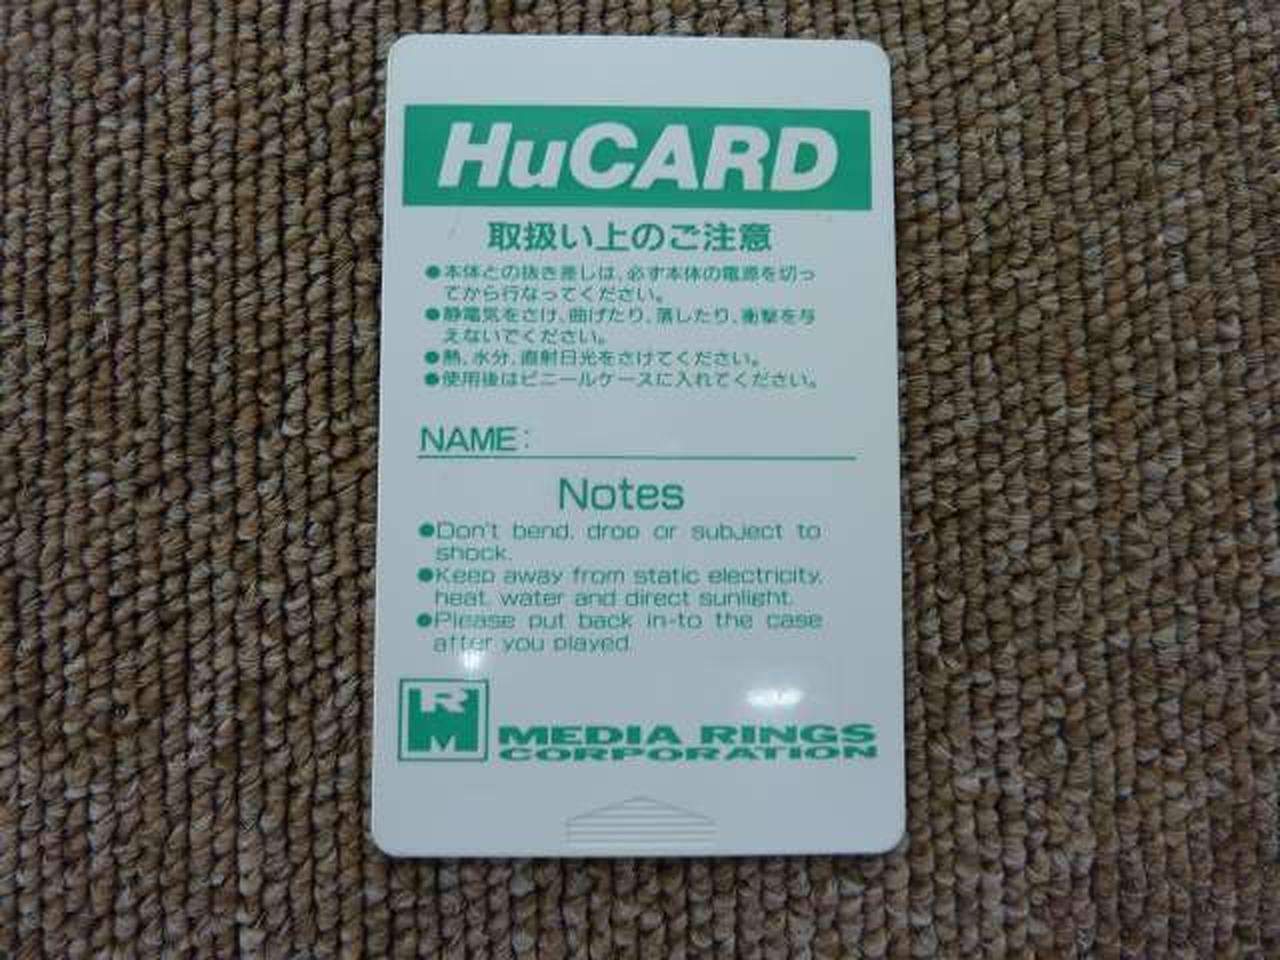 HuCARD
取扱い上のご注意
●本体との抜き差しは、必ず本体の電源を切っ
てから行なってください。
●静電気をさけ、曲げたり、落したり、衝撃を与
えないでください。
●熱、水分、直射日光をさけてください。
●使用後はビニールケースに入れてください。
NAME:
Notes
●Don't bend, drop or subject to
shock.
●Keep away from static electricity,
heat, water and direct sunlight.
●Please put back in-to the case
after you played.
RM
MEDIA RINGS
CORPORATION